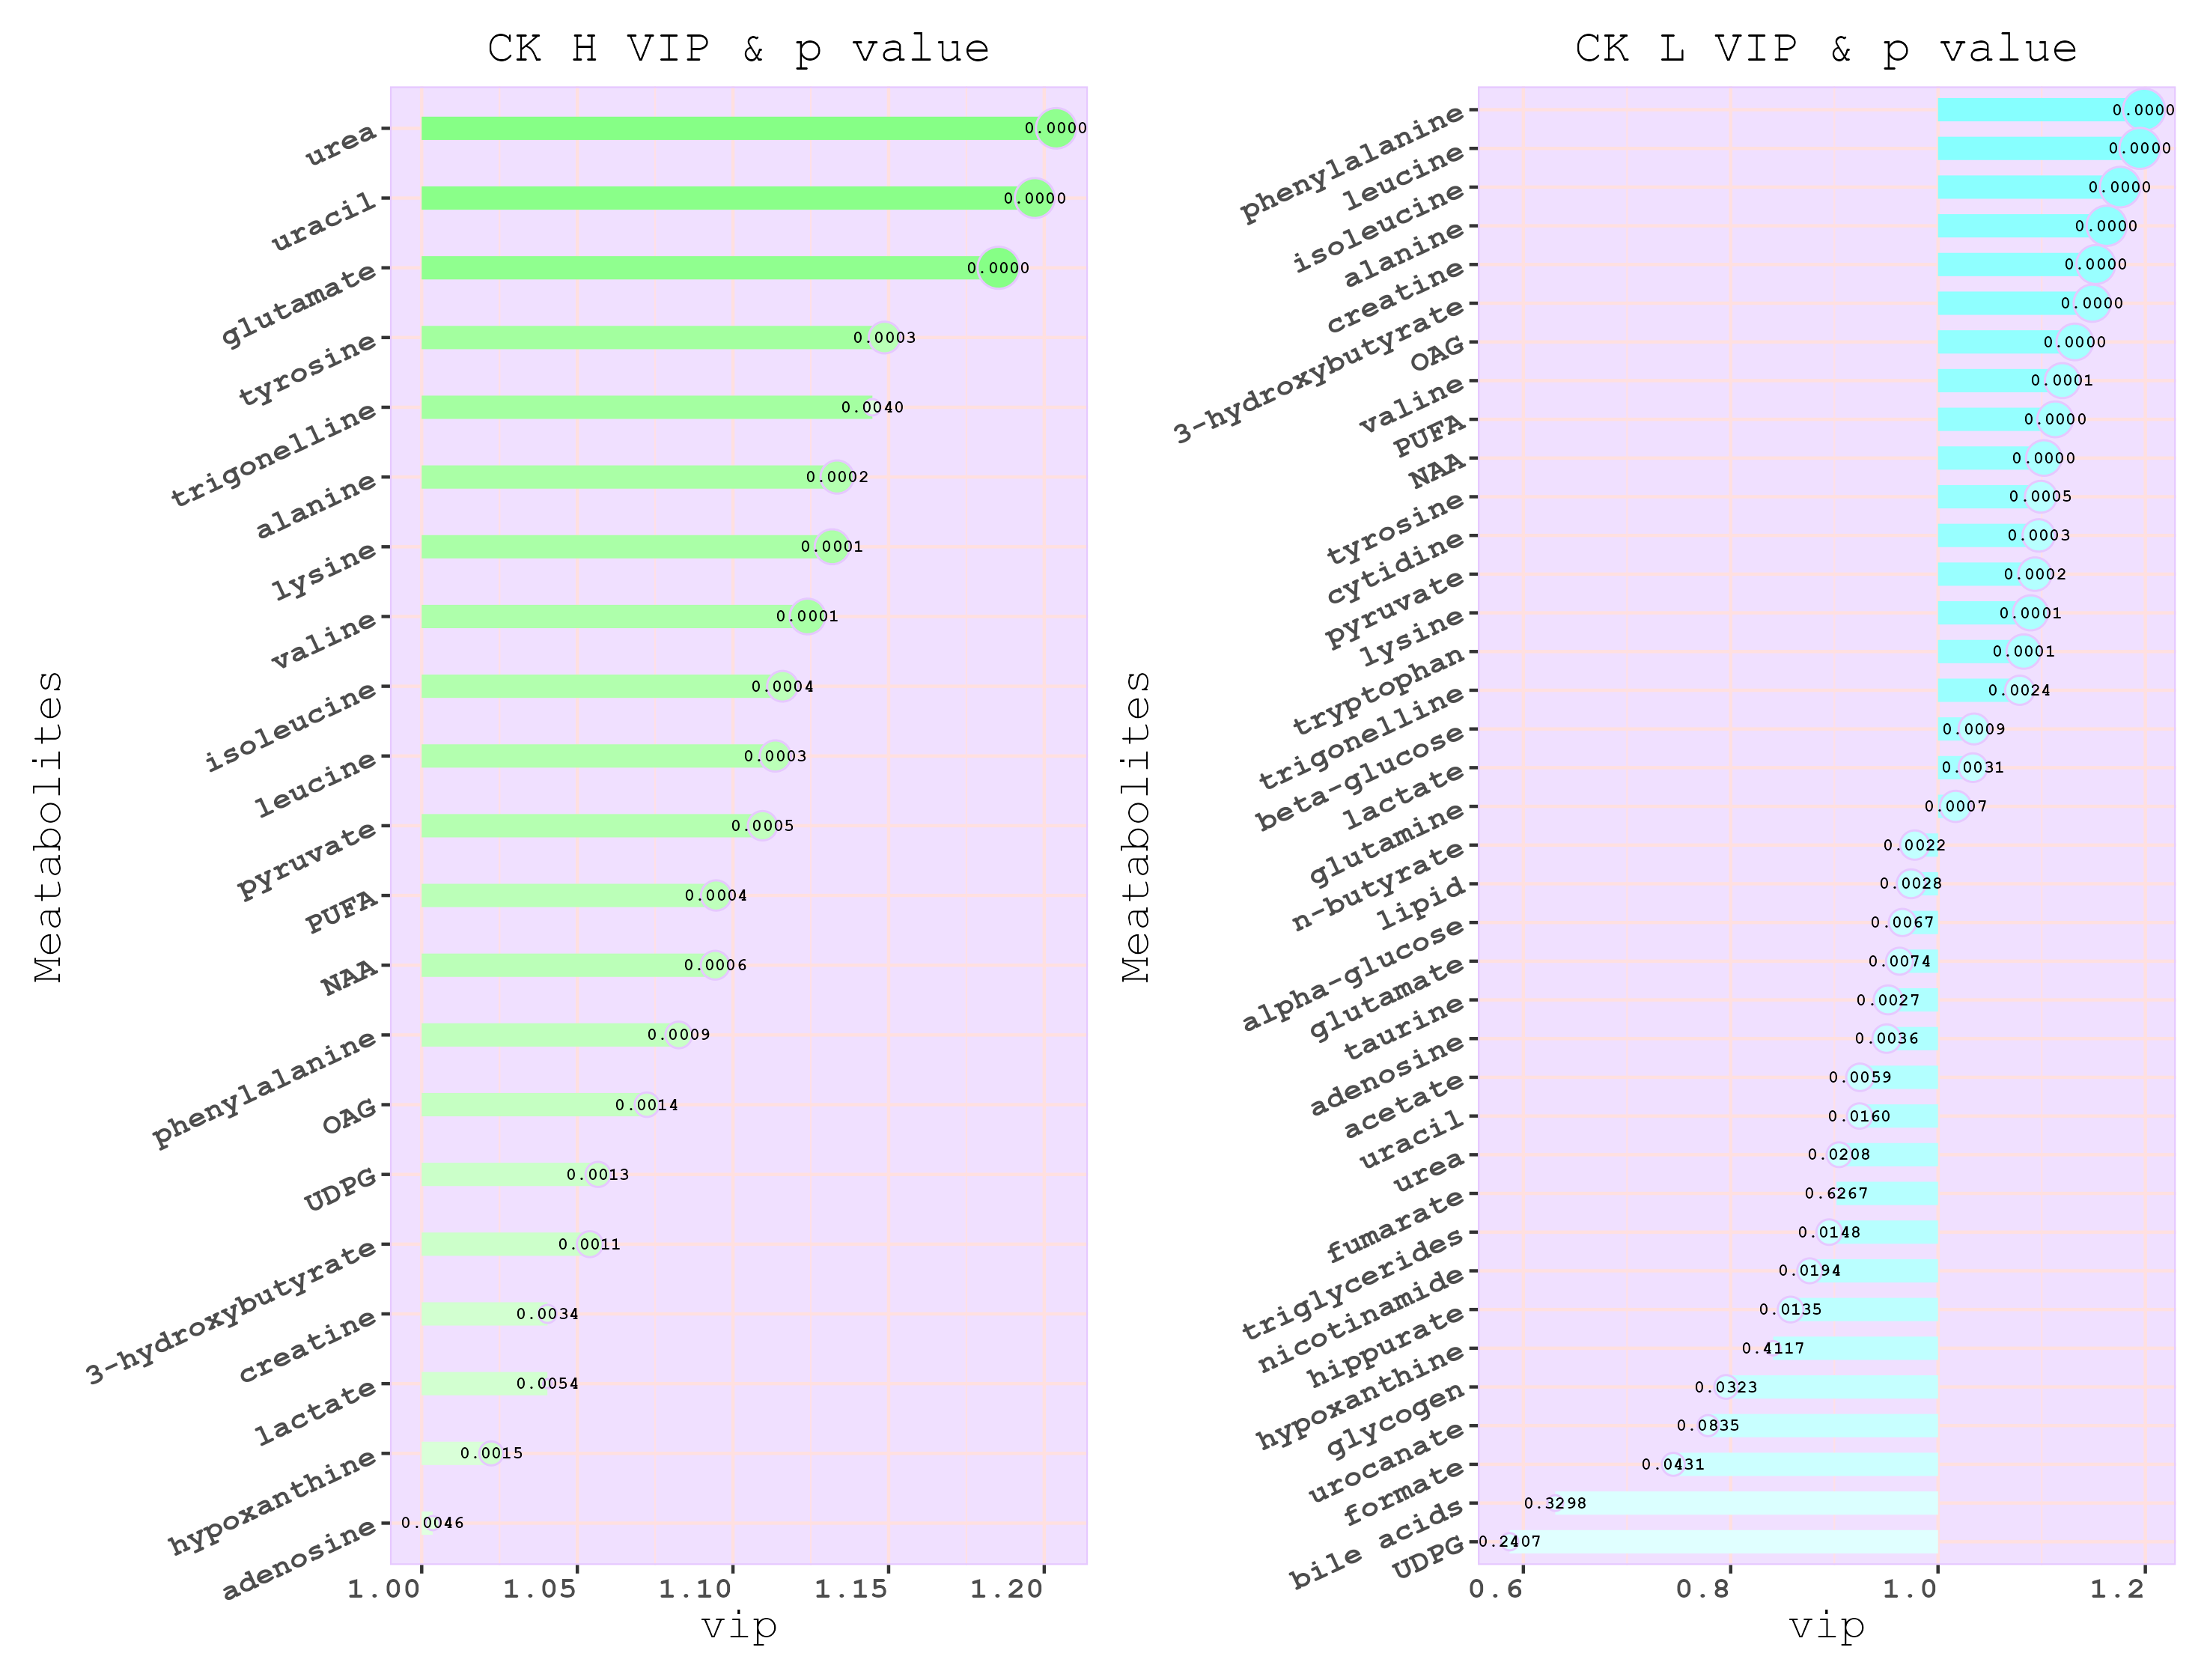 CK H VIP & p value
Meatabolites
urea 0.0000
uracil 0.0000
glutamate 0.0000
tyrosine 0.0003
trigonelline 0.0040
alanine 0.0002
lysine 0.0001
valine 0.0001
isoleucine 0.0004
leucine 0.0003
pyruvate 0.0005
PUFA 0.0004
NAA 0.0006
phenylalanine 0.0009
OAG 0.0014
UDPG 0.0013
3-hydroxybutyrate 0.0011
creatine 0.0034
lactate 0.0054
hypoxanthine 0.0015
adenosine 0.0046
1.00 1.05 1.10 1.15 1.20
vip
CK L VIP & p value
Meatabolites
phenylalanine 0.0000
leucine 0.0000
isoleucine 0.0000
alanine 0.0000
creatine 0.0000
3-hydroxybutyrate 0.0000
OAG 0.0000
valine 0.0001
PUFA 0.0000
NAA 0.0000
tyrosine 0.0005
cytidine 0.0003
pyruvate 0.0002
lysine 0.0001
tryptophan 0.0001
trigonelline 0.0024
beta-glucose 0.0009
lactate 0.0031
glutamine 0.0007
n-butyrate 0.0022
lipid 0.0028
alpha-glucose 0.0067
glutamate 0.0074
taurine 0.0027
adenosine 0.0036
acetate 0.0059
uracil 0.0160
urea 0.0208
fumarate 0.6267
triglycerides 0.0148
nicotinamide 0.0194
hippurate 0.0135
hypoxanthine 0.4117
glycogen 0.0323
urocanate 0.0835
formate 0.0431
bile acids 0.3298
UDPG 0.2407
0.6 0.8 1.0 1.2
vip